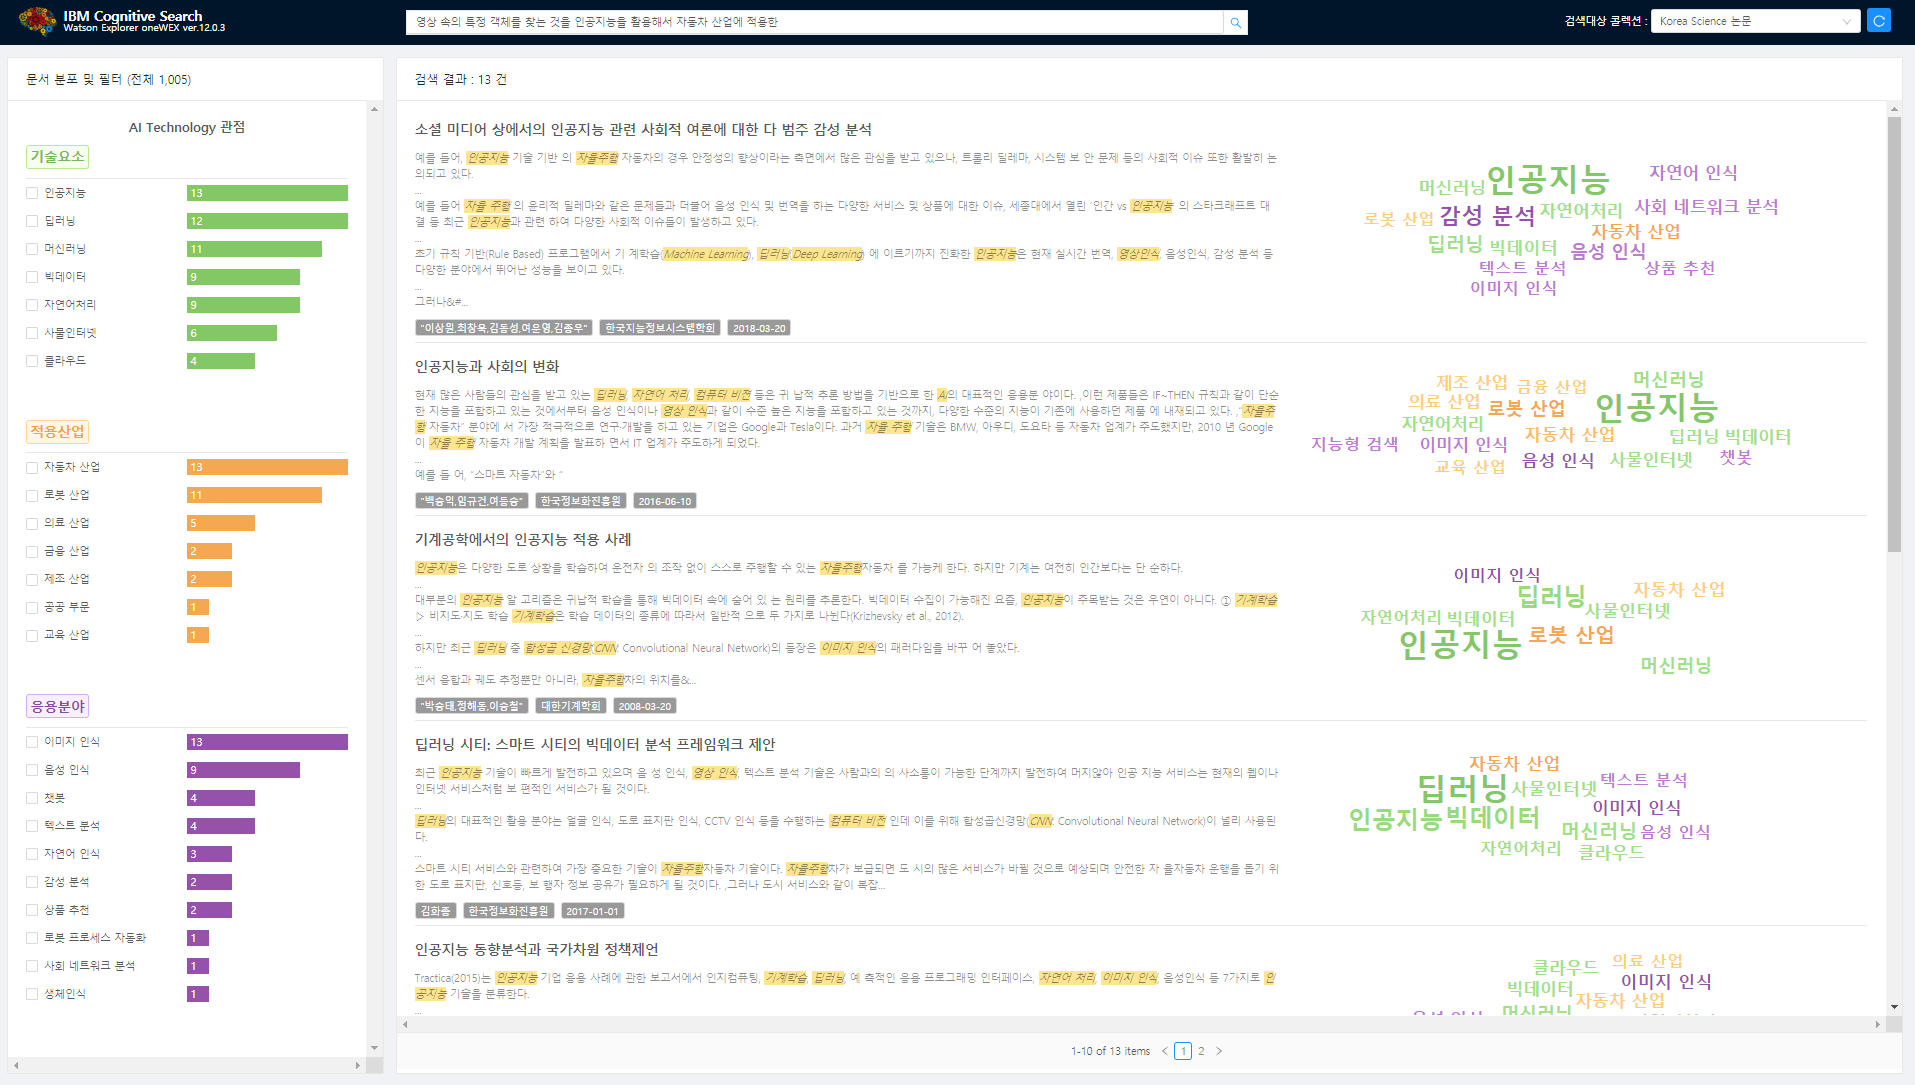 IBM Cognitive Search
Watson Explorer oneWEX ver.12.0.3
영상 속의 특정 객체를 찾는 것을 인공지능을 활용해서 자동차 산업에 적용한
검색대상 콜렉션 : Korea Science 논문
문서 분포 및 필터 (전체 1,005)
AI Technology 관점
기술요소
인공지능 13
딥러닝 12
머신러닝 11
빅데이터 9
자연어처리 9
사물인터넷 6
클라우드 4
적용산업
자동차 산업 13
로봇 산업 11
의료 산업 5
금융 산업 2
제조 산업 2
공공 부문 1
교육 산업 1
응용분야
이미지 인식 13
음성 인식 9
챗봇 4
텍스트 분석 4
자연어 인식 3
감성 분석 2
상품 추천 2
로봇 프로세스 자동화 1
사회 네트워크 분석 1
생체인식 1
검색 결과 : 13 건
소셜 미디어 상에서의 인공지능 관련 사회적 여론에 대한 다 범주 감성 분석
예를 들어, 인공지능 기술 기반 의 자율주행 자동차의 경우 안정성의 향상이라는 측면에서 많은 관심을 받고 있으나, 트롤리 딜레마, 시스템 보 안 문제 등의 사회적 이슈 또한 활발히 논
의되고 있다.
...
예를 들어 자율 주행 의 윤리적 딜레마와 같은 문제들과 더불어 음성 인식 및 번역을 하는 다양한 서비스 및 상품에 대한 이슈, 세종대에서 열린 ‘인간 vs 인공지능’ 의 스타크래프트 대
결 등 최근 인공지능과 관련 하여 다양한 사회적 이슈들이 발생하고 있다.
...
초기 규칙 기반(Rule Based) 프로그램에서 기 계학습(Machine Learning), 딥러닝(Deep Learning) 에 이르기까지 진화한 인공지능은 현재 실시간 번역, 영상인식, 음성인식, 감성 분석 등
다양한 분야에서 뛰어난 성능을 보이고 있다.
...
그러나&#...
"이상원,최창욱,김동성,여운영,김종우" 한국지능정보시스템학회 2018-03-20
머신러닝 인공지능 자연어 인식
로봇 산업 감성 분석 자연어처리 사회 네트워크 분석
자동차 산업
딥러닝 빅데이터 음성 인식
텍스트 분석 상품 추천
이미지 인식
인공지능과 사회의 변화
현재 많은 사람들의 관심을 받고 있는 딥러닝, 자연어 처리, 컴퓨터 비전 등은 귀 납적 추론 방법을 기반으로 한 AI의 대표적인 응용분 야이다. ,이런 제품들은 IF~THEN 규칙과 같이 단순
한 지능을 포함하고 있는 것에서부터 음성 인식이나 영상 인식과 같이 수준 높은 지능을 포함하고 있는 것까지, 다양한 수준의 지능이 기존에 사용하던 제품 에 내재되고 있다. ,“자율주
행 자동차” 분야에 서 가장 적극적으로 연구·개발을 하고 있는 기업은 Google과 Tesla이다. 과거 자율 주행 기술은 BMW, 아우디, 도요타 등 자동차 업계가 주도했지만, 2010 년 Google
이 자율 주행 자동차 개발 계획을 발표하 면서 IT 업계가 주도하게 되었다.
...
예를 들 어, “스마트 자동차”와 “
"백승익,임규건,여등승" 한국정보화진흥원 2016-06-10
제조 산업 금융 산업 머신러닝
의료 산업 로봇 산업 인공지능
자연어처리 자동차 산업 딥러닝 빅데이터
지능형 검색 이미지 인식
교육 산업 음성 인식 사물인터넷 챗봇
기계공학에서의 인공지능 적용 사례
인공지능은 다양한 도로 상황을 학습하여 운전자 의 조작 없이 스스로 주행할 수 있는 자율주행자동차 를 가능케 한다. 하지만 기계는 여전히 인간보다는 단 순하다.
...
대부분의 인공지능 알 고리즘은 귀납적 학습을 통해 빅데이터 속에 숨어 있 는 원리를 추론한다. 빅데이터 수집이 가능해진 요즘, 인공지능이 주목받는 것은 우연이 아니다. ① 기계학습
▷ 비지도·지도 학습 기계학습은 학습 데이터의 종류에 따라서 일반적 으로 두 가지로 나뉜다(Krizhevsky et al., 2012).
...
하지만 최근 딥러닝 중 합성곱 신경망(CNN: Convolutional Neural Network)의 등장은 이미지 인식의 패러다임을 바꾸 어 놓았다.
...
센서 융합과 궤도 추정뿐만 아니라, 자율주행차의 위치를&...
"박승태,정해동,이승철" 대한기계학회 2008-03-20
이미지 인식
딥러닝 자동차 산업
자연어처리 빅데이터 사물인터넷
인공지능 로봇 산업
머신러닝
딥러닝 시티: 스마트 시티의 빅데이터 분석 프레임워크 제안
최근 인공지능 기술이 빠르게 발전하고 있으며 음 성 인식, 영상 인식, 텍스트 분석 기술은 사람과의 의 사소통이 가능한 단계까지 발전하여 머지않아 인공 지능 서비스는 현재의 웹이나
인터넷 서비스처럼 보 편적인 서비스가 될 것이다.
...
딥러닝의 대표적인 활용 분야는 얼굴 인식, 도로 표지판 인식, CCTV 인식 등을 수행하는 컴퓨터 비전 인데 이를 위해 합성곱신경망(CNN: Convolutional Neural Network)이 널리 사용된
다.
...
스마트 시티 서비스와 관련하여 가장 중요한 기술이 자율주행자동차 기술이다. 자율주행차가 보급되면 도 시의 많은 서비스가 바뀔 것으로 예상되며 안전한 자 율자동차 운행을 돕기 위
한 도로 표지판, 신호등, 보 행자 정보 공유가 필요하게 될 것이다. ,그러나 도시 서비스와 같이 복잡...
김화종 한국정보화진흥원 2017-01-01
자동차 산업
딥러닝 사물인터넷 텍스트 분석
이미지 인식
인공지능 빅데이터
머신러닝 음성 인식
자연어처리 클라우드
인공지능 동향분석과 국가차원 정책제언
Tractica(2015)는 인공지능 기업 응용 사례에 관한 보고서에서 인지컴퓨팅, 기계학습, 딥러닝, 예 측적인 응용 프로그래밍 인터페이스, 자연어 처리, 이미지 인식, 음성인식 등 7가지로 인
공지능 기술을 분류한다.
...
클라우드 의료 산업
빅데이터 이미지 인식
자동차 산업
음성 인식 머신러닝
1-10 of 13 items < 1 2 >